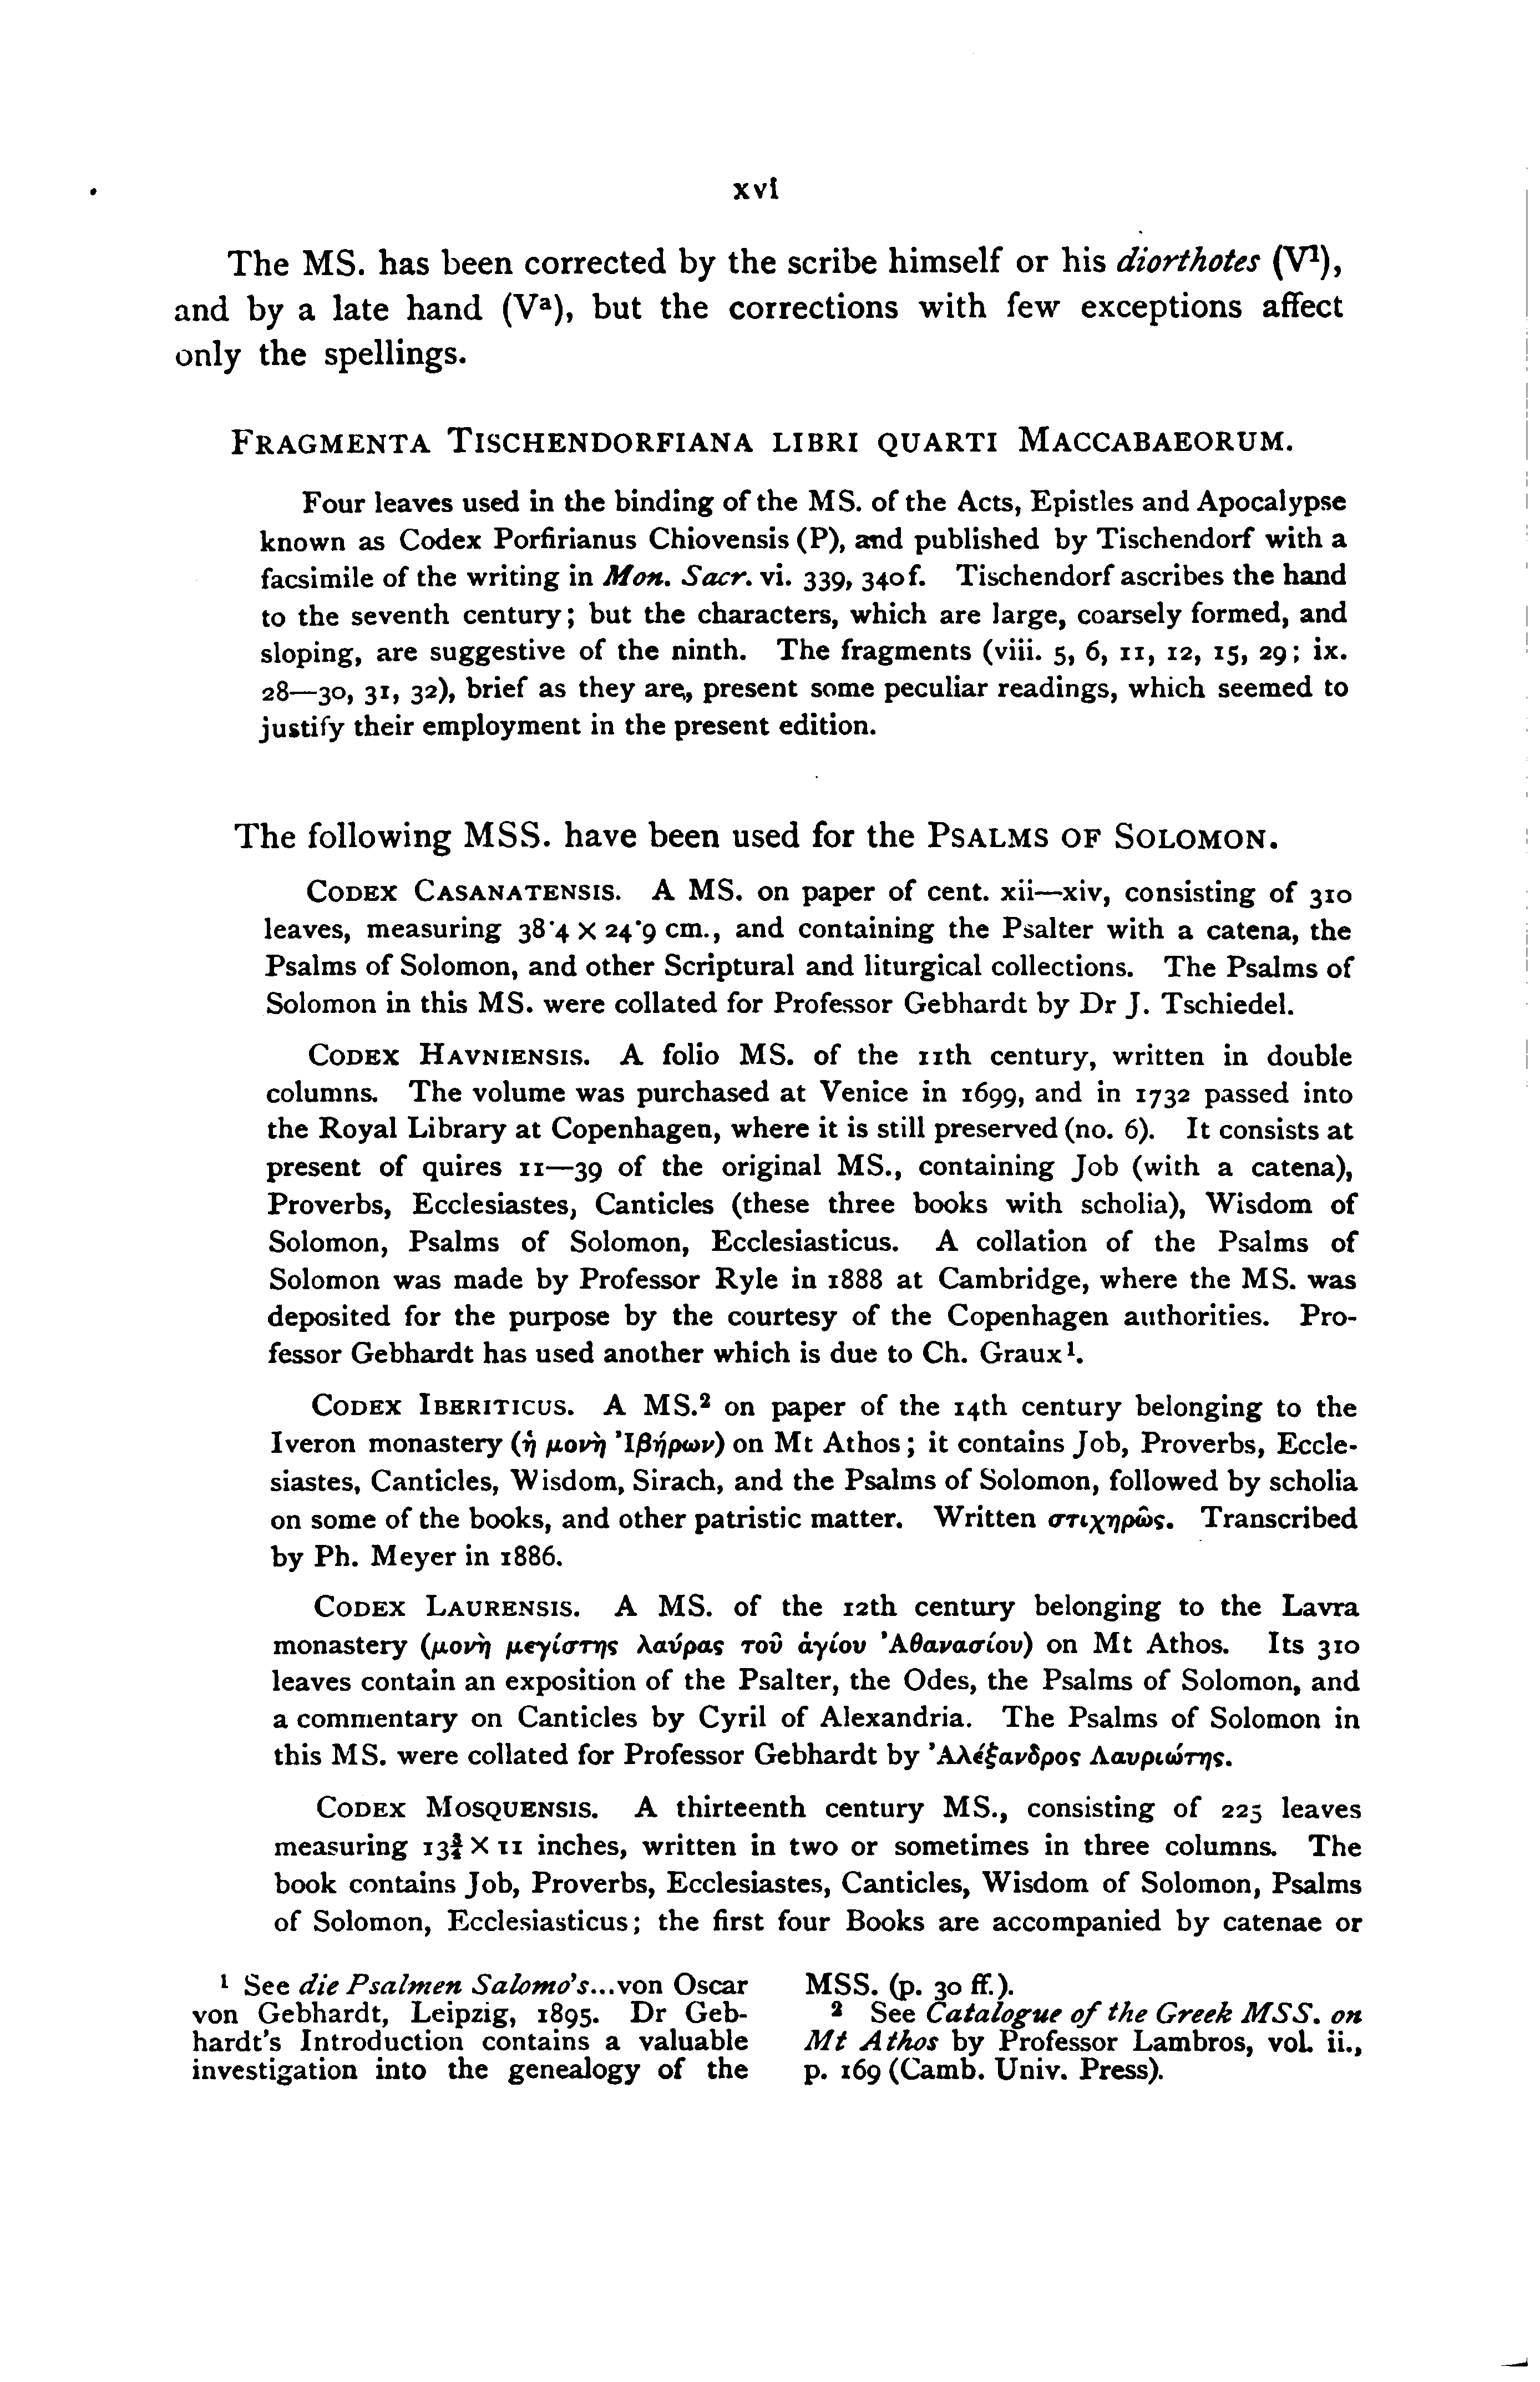 xvi
The MS. has been corrected by the scribe himself or his diorthotes (V¹),
and by a late hand (Vª), but the corrections with few exceptions affect
only the spellings.
FRAGMENTA TISCHENDORFIANA LIBRI QUARTI MACCABAEORUM.
Four leaves used in the binding of the MS. of the Acts, Epistles and Apocalypse
known as Codex Porfirianus Chiovensis (P), and published by Tischendorf with a
facsimile of the writing in Mon. Sacr. vi. 339, 340 f. Tischendorf ascribes the hand
to the seventh century; but the characters, which are large, coarsely formed, and
sloping, are suggestive of the ninth. The fragments (viii. 5, 6, 11, 12, 15, 29; ix.
28—30, 31, 32), brief as they are, present some peculiar readings, which seemed to
justify their employment in the present edition.
The following MSS. have been used for the PSALMS OF SOLOMON.
CODEX CASANATENSIS. A MS. on paper of cent. xii—xiv, consisting of 310
leaves, measuring 38·4 × 24·9 cm., and containing the Psalter with a catena, the
Psalms of Solomon, and other Scriptural and liturgical collections. The Psalms of
Solomon in this MS. were collated for Professor Gebhardt by Dr J. Tschiedel.
CODEX HAVNIENSIS. A folio MS. of the 11th century, written in double
columns. The volume was purchased at Venice in 1699, and in 1732 passed into
the Royal Library at Copenhagen, where it is still preserved (no. 6). It consists at
present of quires 11—39 of the original MS., containing Job (with a catena),
Proverbs, Ecclesiastes, Canticles (these three books with scholia), Wisdom of
Solomon, Psalms of Solomon, Ecclesiasticus. A collation of the Psalms of
Solomon was made by Professor Ryle in 1888 at Cambridge, where the MS. was
deposited for the purpose by the courtesy of the Copenhagen authorities. Pro-
fessor Gebhardt has used another which is due to Ch. Graux¹.
CODEX IBERITICUS. A MS.² on paper of the 14th century belonging to the
Iveron monastery (ἡ μονὴ Ἰβήρων) on Mt Athos; it contains Job, Proverbs, Eccle-
siastes, Canticles, Wisdom, Sirach, and the Psalms of Solomon, followed by scholia
on some of the books, and other patristic matter. Written στιχηρῶς. Transcribed
by Ph. Meyer in 1886.
CODEX LAURENSIS. A MS. of the 12th century belonging to the Lavra
monastery (μονὴ μεγίστης λαύρας τοῦ ἁγίου Ἀθανασίου) on Mt Athos. Its 310
leaves contain an exposition of the Psalter, the Odes, the Psalms of Solomon, and
a commentary on Canticles by Cyril of Alexandria. The Psalms of Solomon in
this MS. were collated for Professor Gebhardt by Ἀλέξανδρος Λαυριώτης.
CODEX MOSQUENSIS. A thirteenth century MS., consisting of 225 leaves
measuring 13¾ × 11 inches, written in two or sometimes in three columns. The
book contains Job, Proverbs, Ecclesiastes, Canticles, Wisdom of Solomon, Psalms
of Solomon, Ecclesiasticus; the first four Books are accompanied by catenae or
¹ See die Psalmen Salomo's...von Oscar
von Gebhardt, Leipzig, 1895. Dr Geb-
hardt's Introduction contains a valuable
investigation into the genealogy of the
MSS. (p. 30 ff.).
² See Catalogue of the Greek MSS. on
Mt Athos by Professor Lambros, vol. ii.,
p. 169 (Camb. Univ. Press).